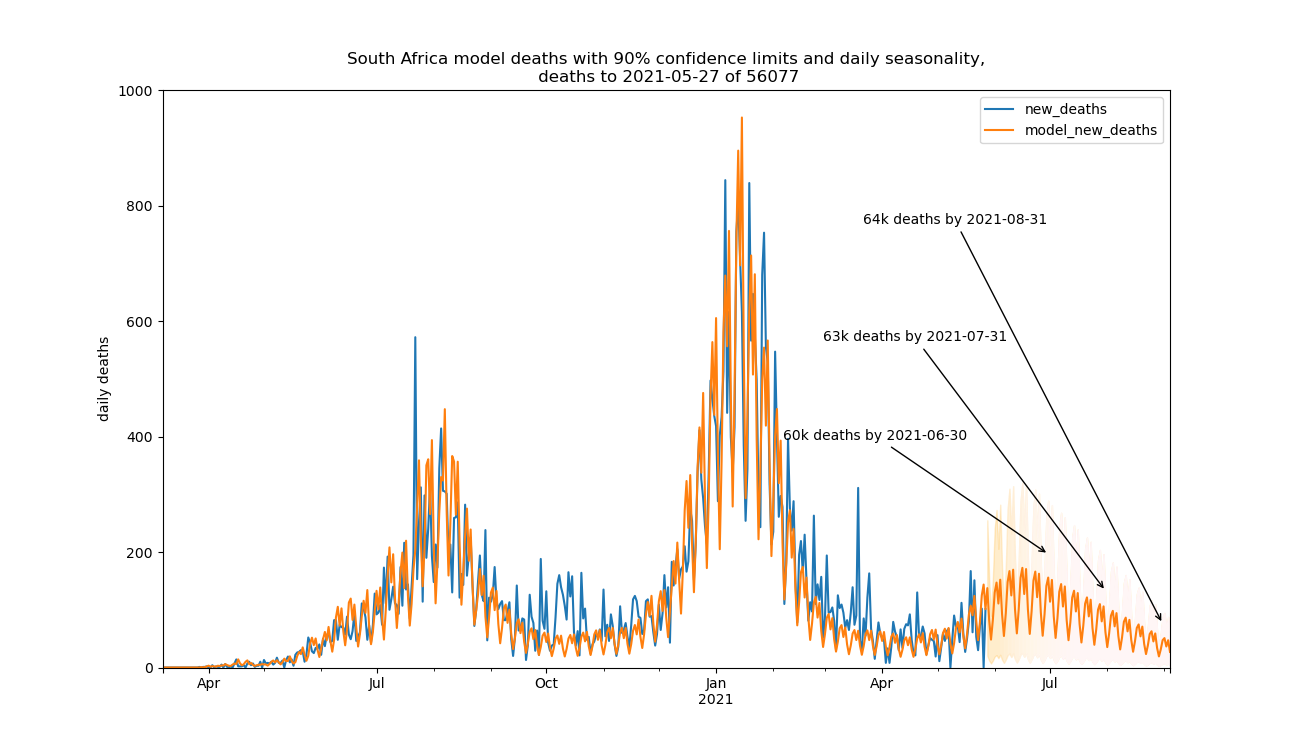 South Africa model deaths with 90% confidence limits and daily seasonality,
deaths to 2021-05-27 of 56077
1000
800
600
400
200
0
daily deaths
new_deaths
model_new_deaths
64k deaths by 2021-08-31
63k deaths by 2021-07-31
60k deaths by 2021-06-30
Apr
Jul
Oct
Jan
2021
Apr
Jul